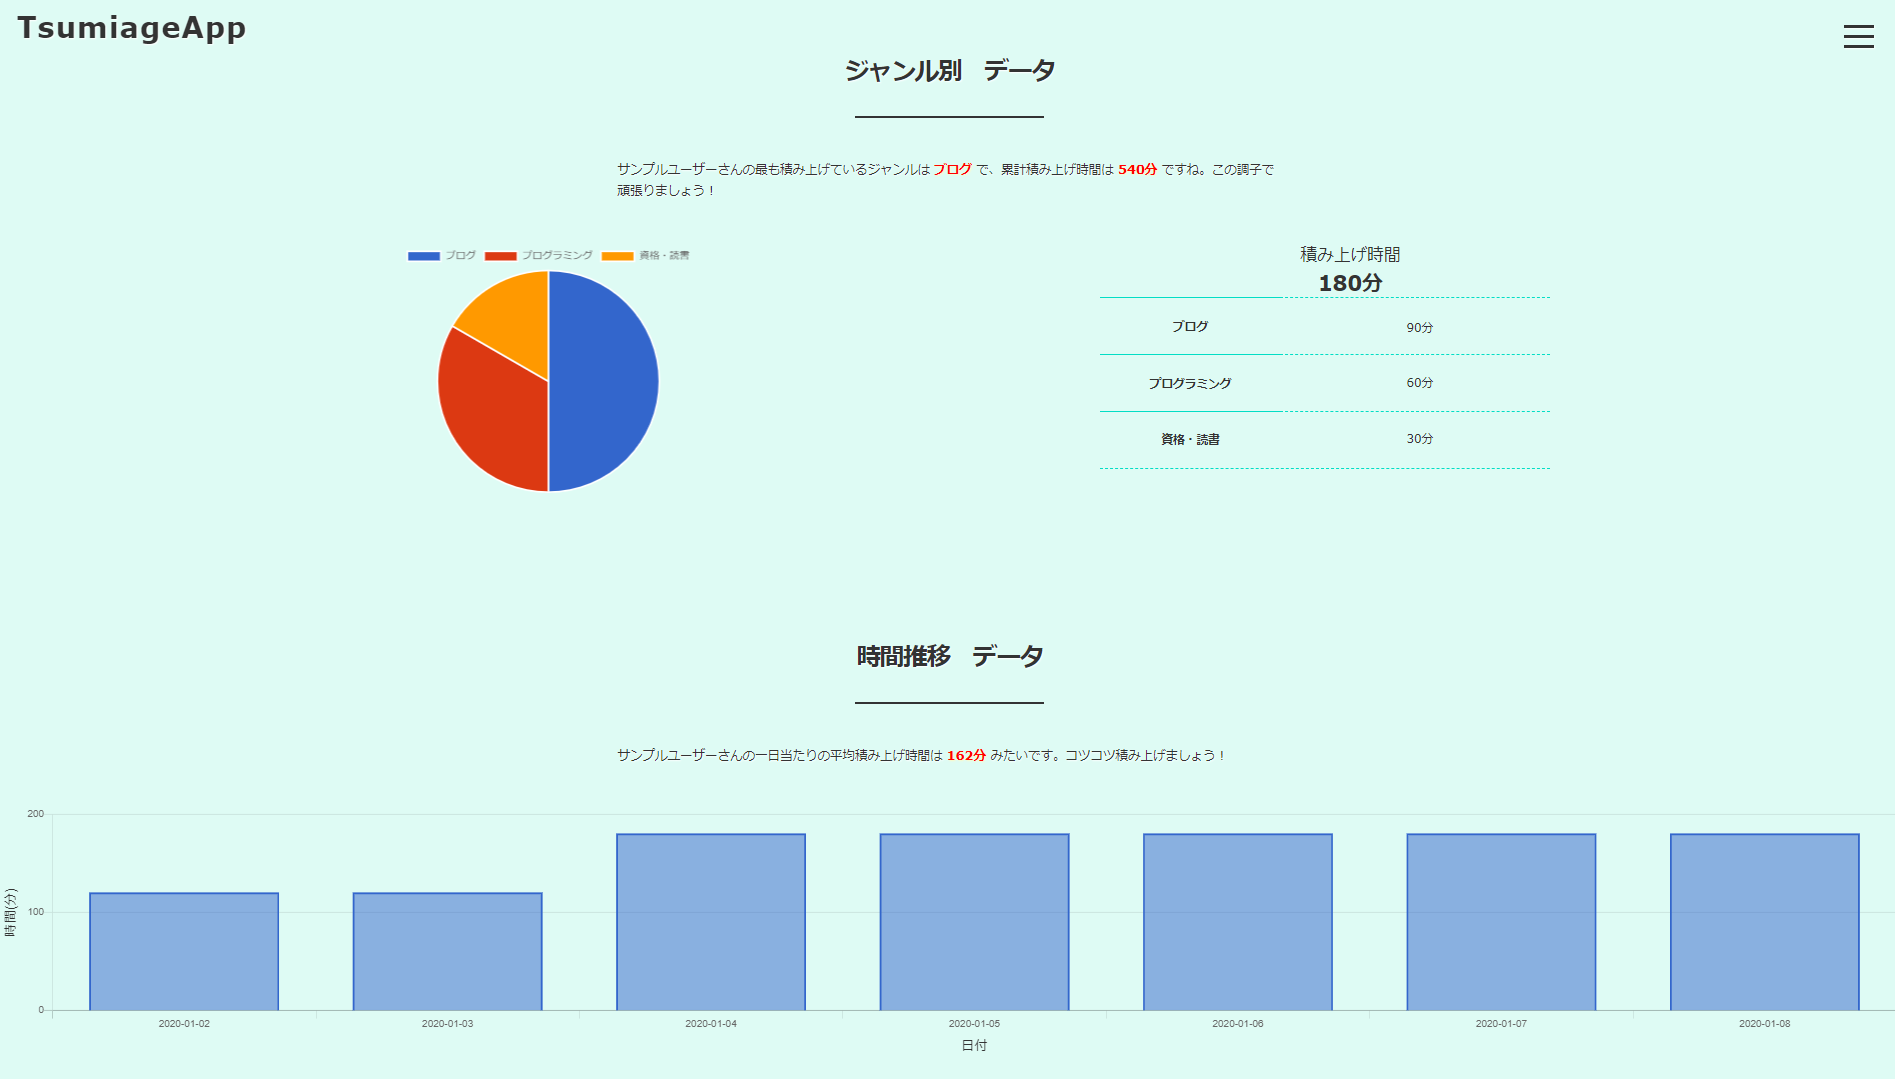 TsumiageApp
ジャンル別　データ
サンプルユーザーさんの最も積み上げているジャンルは ブログ で、累計積み上げ時間は 540分 ですね。この調子で
頑張りましょう！
ブログ プログラミング 資格・読書
積み上げ時間
180分
ブログ 90分
プログラミング 60分
資格・読書 30分
時間推移　データ
サンプルユーザーさんの一日当たりの平均積み上げ時間は 162分 みたいです。コツコツ積み上げましょう！
時間(分)
200
100
0
2020-01-02 2020-01-03 2020-01-04 2020-01-05 2020-01-06 2020-01-07 2020-01-08
日付